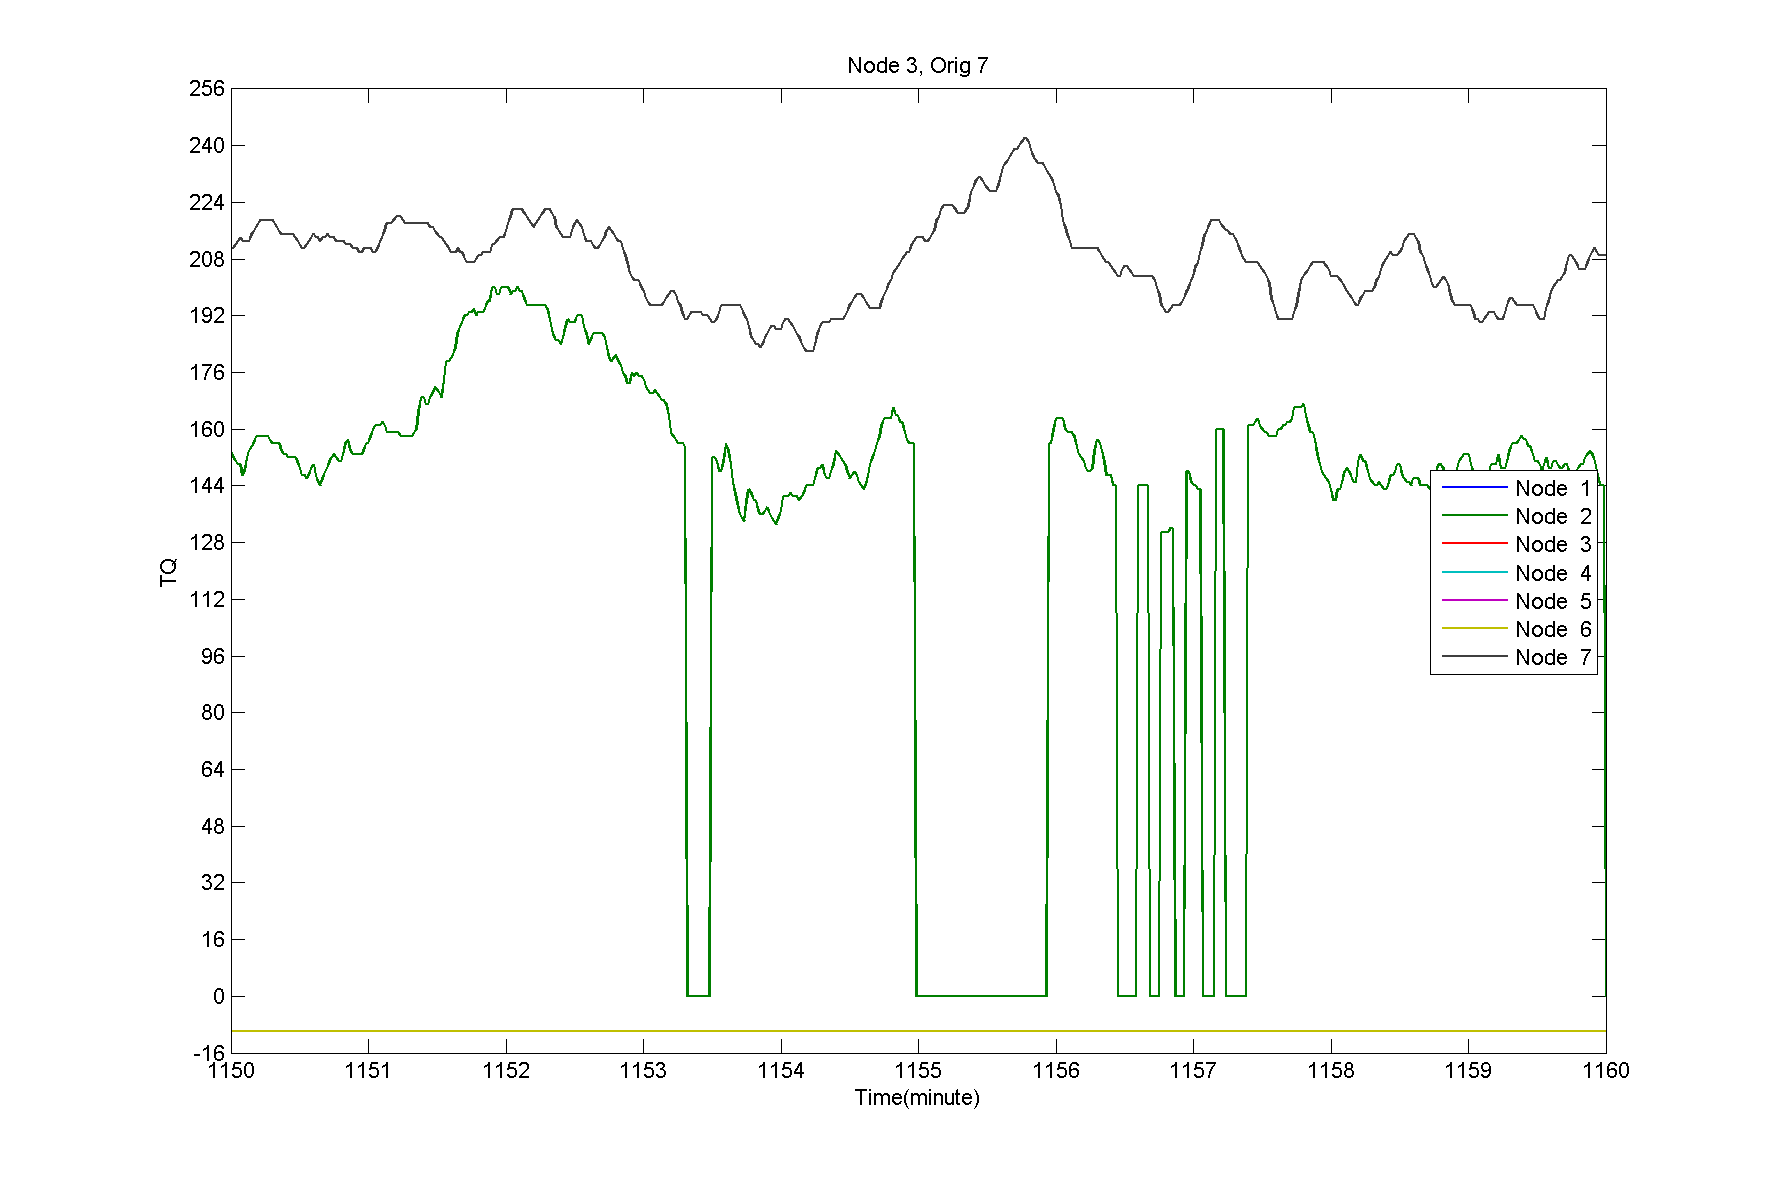 Node 3, Orig 7
256
240
224
208
192
176
160
144
128
112
96
80
64
48
32
16
0
-16
TQ
Node 1
Node 2
Node 3
Node 4
Node 5
Node 6
Node 7
1150 1151 1152 1153 1154 1155 1156 1157 1158 1159 1160
Time(minute)